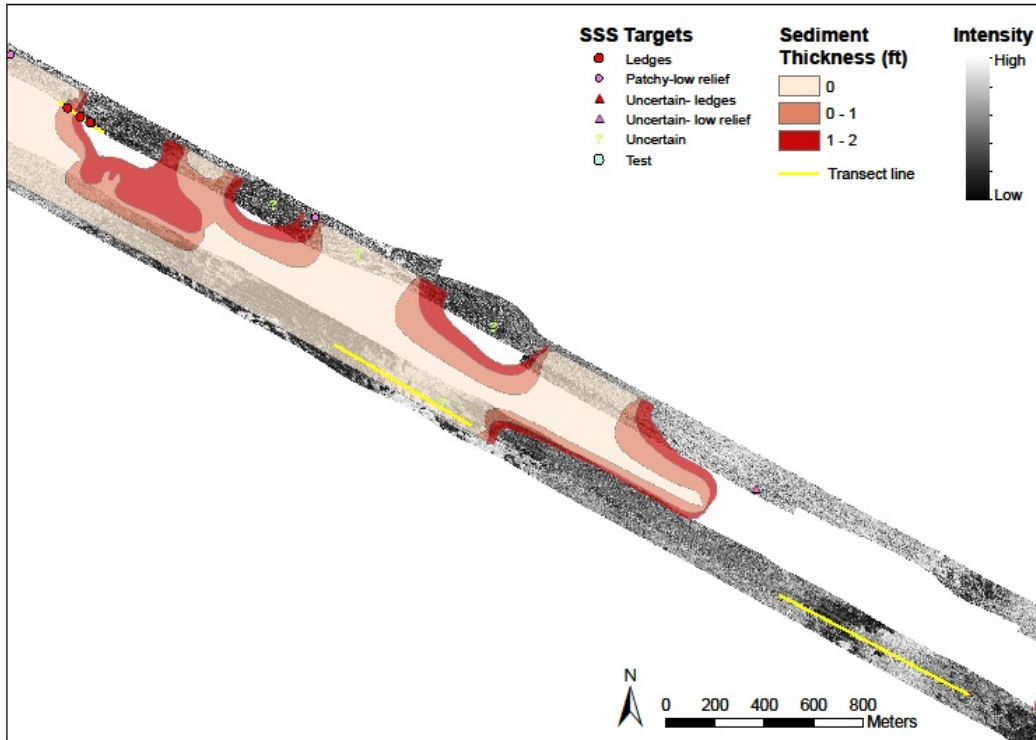 SSS Targets
Ledges
Patchy-low relief
Uncertain- ledges
Uncertain- low relief
? Uncertain
Test
Sediment
Thickness (ft)
0
0 - 1
1 - 2
Transect line
Intensity
High
Low
N
0 200 400 600 800
Meters